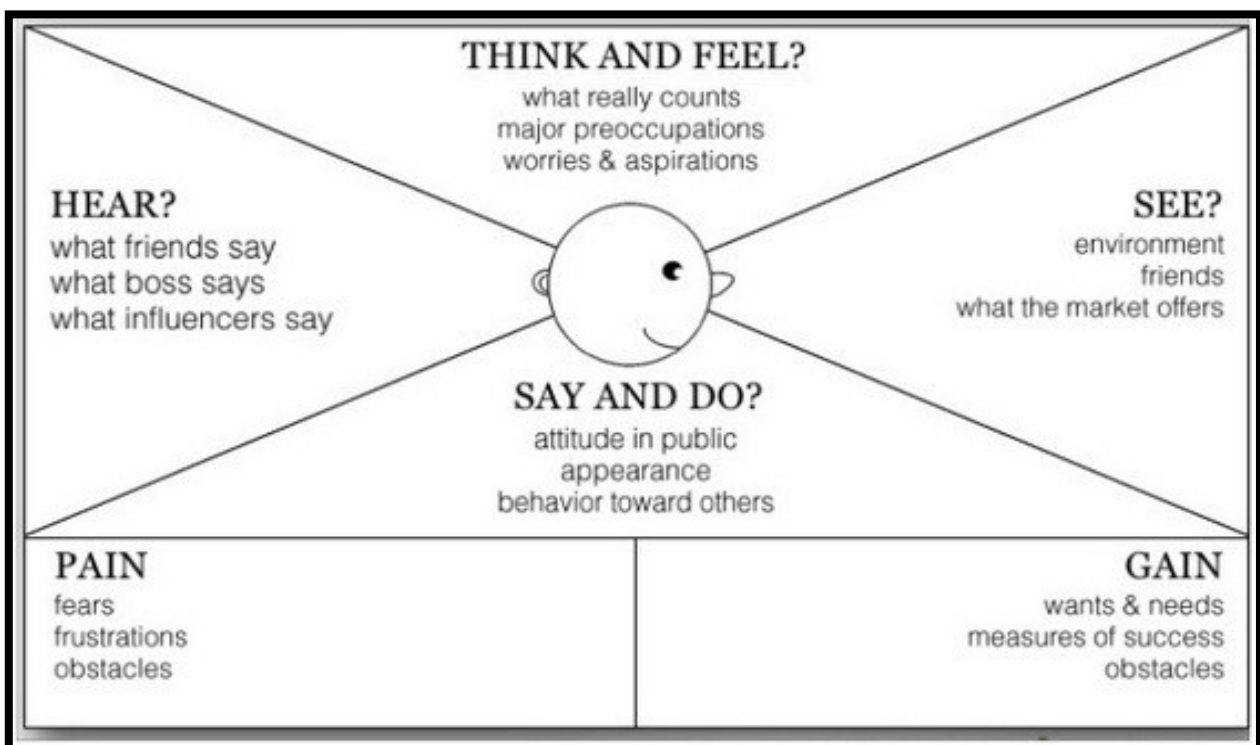 THINK AND FEEL?
what really counts
major preoccupations
worries & aspirations
HEAR?
what friends say
what boss says
what influencers say
SEE?
environment
friends
what the market offers
SAY AND DO?
attitude in public
appearance
behavior toward others
PAIN
fears
frustrations
obstacles
GAIN
wants & needs
measures of success
obstacles